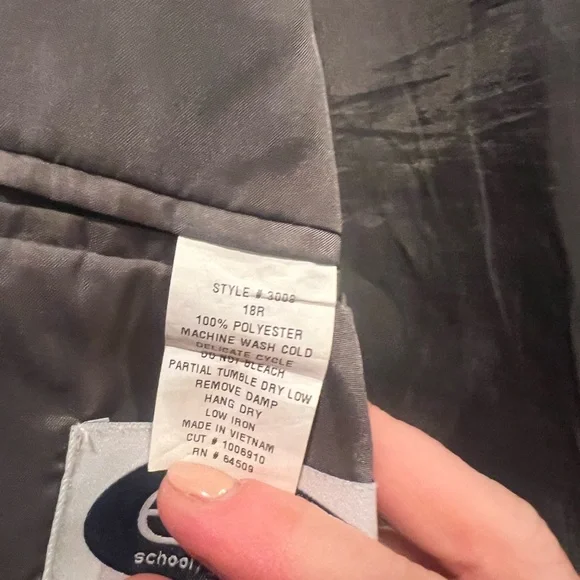 STYLE # 3009
18R
100% POLYESTER
MACHINE WASH COLD
DELICATE CYCLE
DO NOT BLEACH
PARTIAL TUMBLE DRY LOW
REMOVE DAMP
HANG DRY
LOW IRON
MADE IN VIETNAM
CUT # 1006910
RN # 64509
e
school